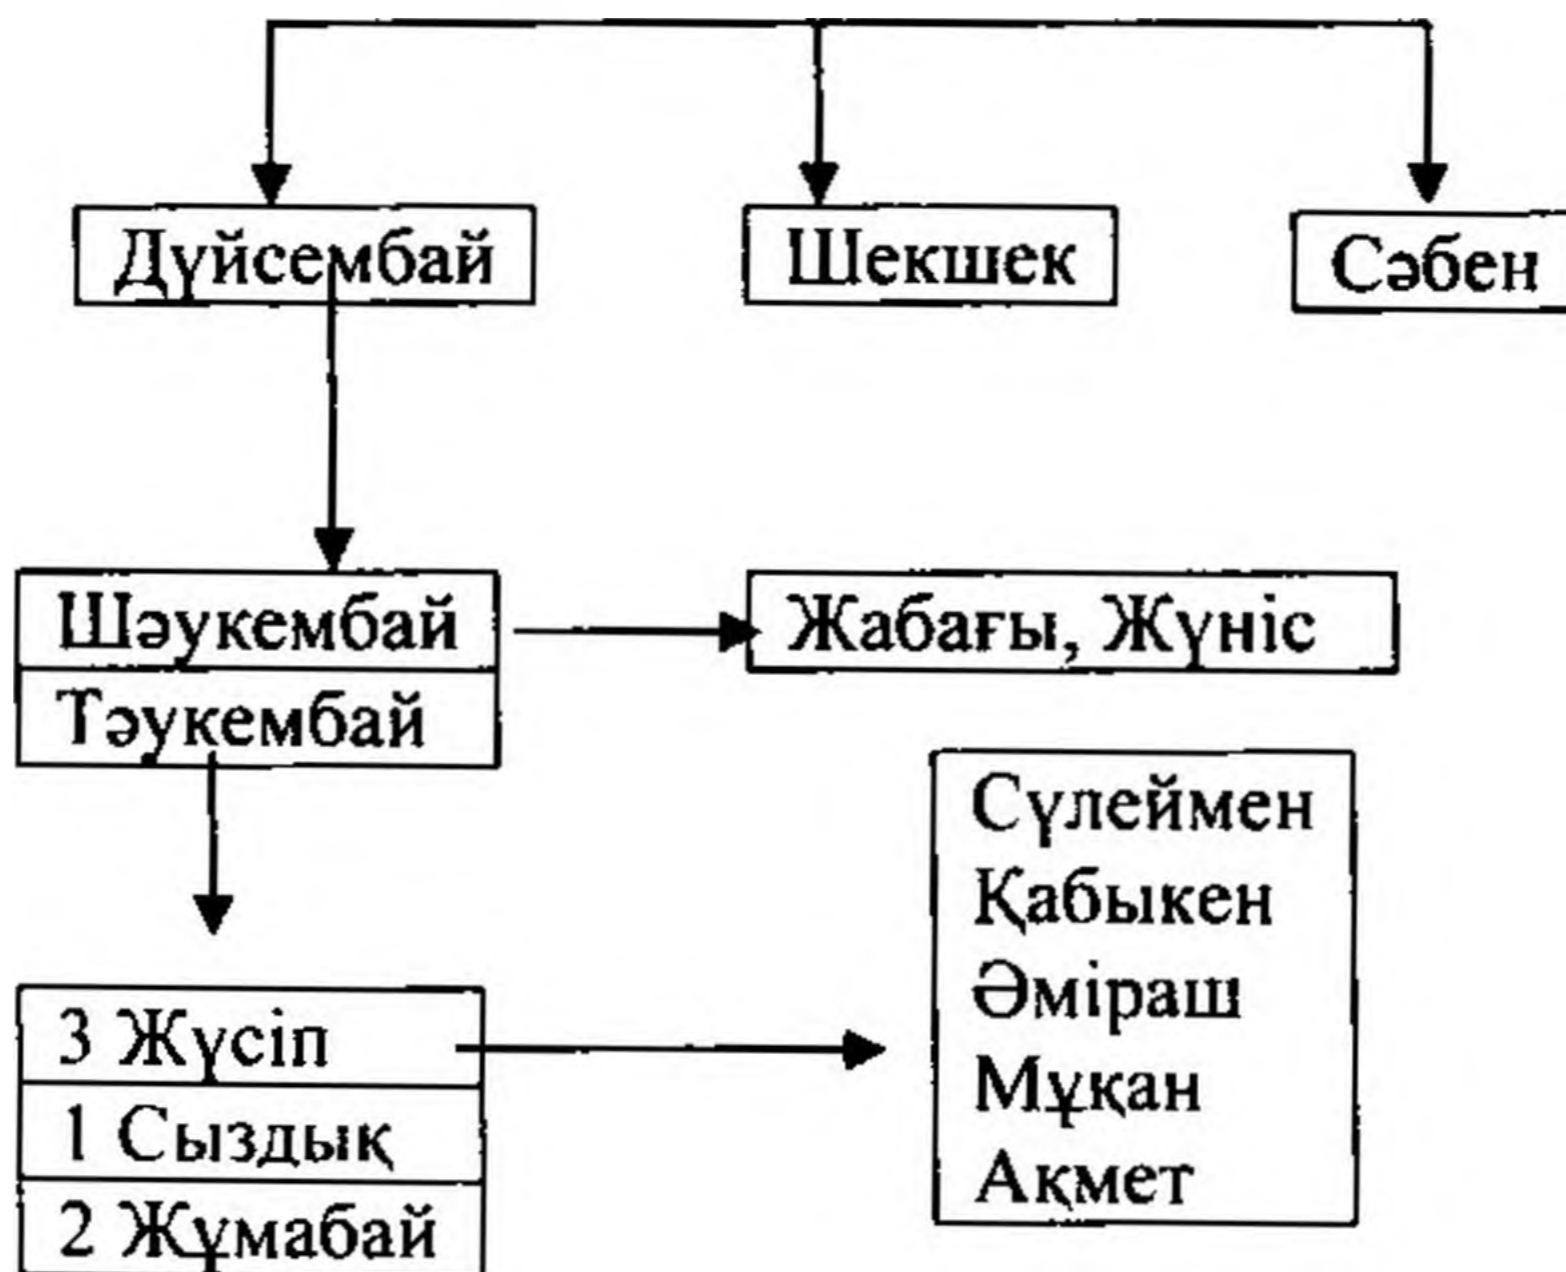 Дүйсембай
Шекшек
Сәбен
Шәукембай
Жабағы, Жүніс
Тәукембай
Сүлеймен
Қабыкен
Әміраш
Мұқан
Ақмет
3 Жүсіп
1 Сыздық
2 Жұмабай